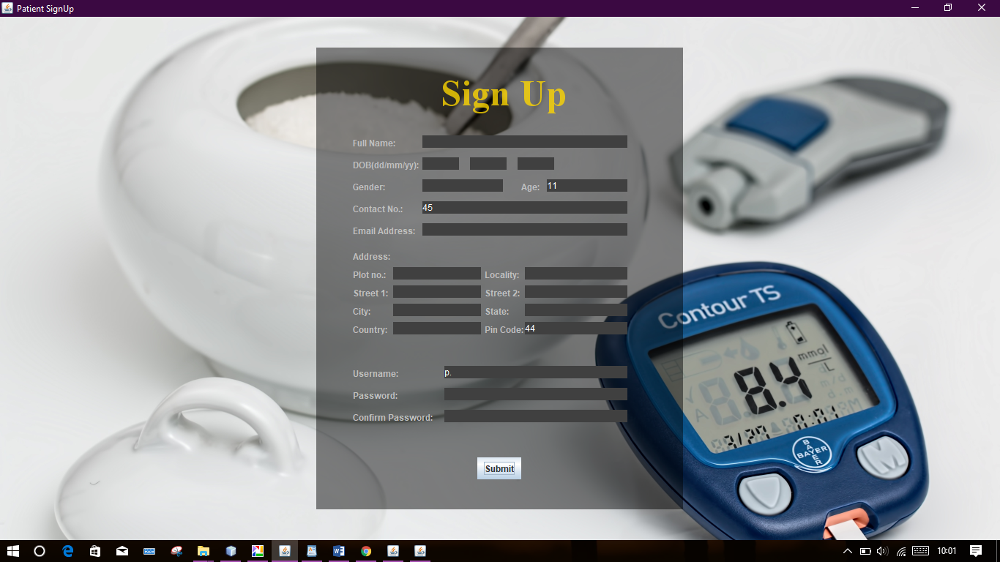 Patient SignUp
Sign Up
Full Name:
DOB(dd/mm/yy):
Gender: Age: 11
Contact No.: 45
Email Address:
Address:
Plot no.: Locality:
Street 1: Street 2:
City: State:
Country: Pin Code: 44
Username: p.
Password:
Confirm Password:
Submit
Contour TS
mmol
L
8.4
A
M
BAYER
BAYER
10:01